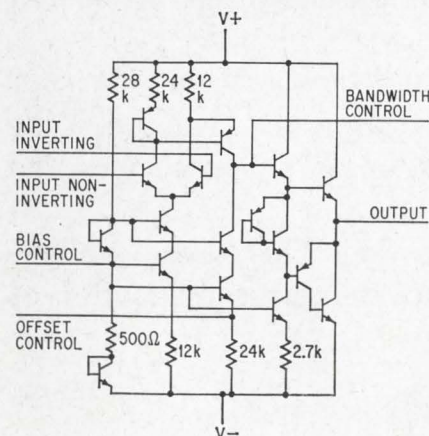 V+
28
k
24
k
12
k
BANDWIDTH
CONTROL
INPUT
INVERTING
INPUT NON-
INVERTING
OUTPUT
BIAS
CONTROL
OFFSET
CONTROL
500Ω
12k
24k
2.7k
V-